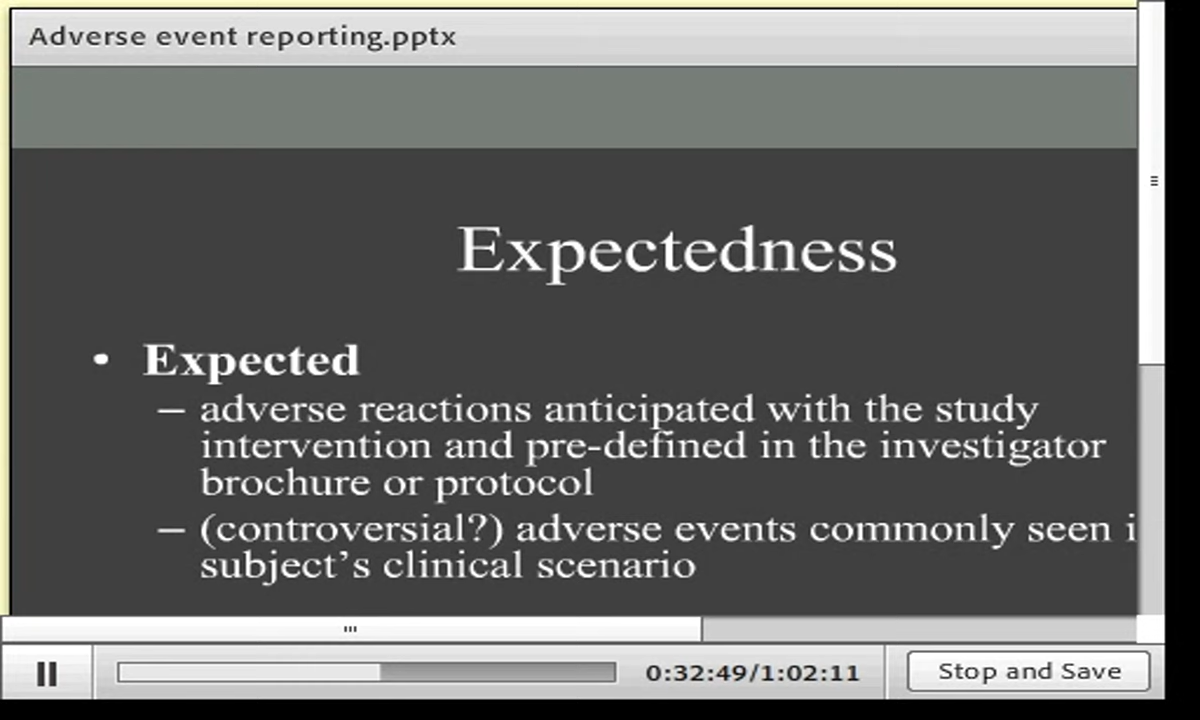 Adverse event reporting.pptx
Expectedness
• Expected
– adverse reactions anticipated with the study
intervention and pre-defined in the investigator
brochure or protocol
– (controversial?) adverse events commonly seen
subject's clinical scenario
0:32:49/1:02:11
Stop and Save